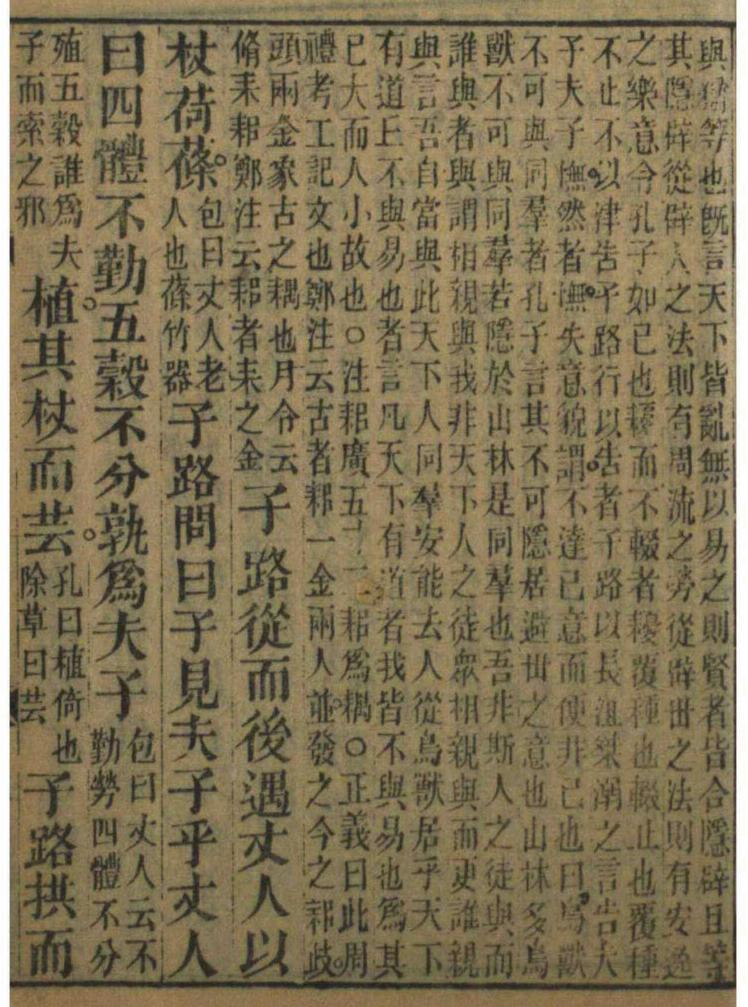 與猶等也既言天下皆亂無以易之則賢者皆合隱辟且等
其隱辟從辟人之法則有周流之勞從辟世之法則有安逸
之樂意令孔子如已也耰而不輟者耰覆種也輟止也覆種
不止不以津告子路行以告者子路以長沮桀溺之言告夫
子夫子憮然者憮失意貌謂不達已意而便非已也曰鳥獸
不可與同羣者孔子言其不可隱居避世之意也山林多鳥
獸不可與同羣若隱於山林是同羣也吾非斯人之徒與而
誰與者與謂相親與我非天下人之徒衆相親與而更誰親
與言吾自當與此天下人同羣安能去人從鳥獸居乎天下
有道丘不與易也者言凡天下有道者我皆不與易也爲其
已大而人小故也○注耜廣五寸二耜爲耦○正義曰此周
禮考工記文也鄭注云古者耜一金兩人並發之今之耜歧
頭兩金象古之耦也月令云
脩耒耜鄭注云耜者耒之金
子路從而後遇丈人以
杖荷蓧
包曰丈人老
人也蓧竹器
子路問曰子見夫子乎丈人
曰四體不勤五穀不分孰爲夫子
包曰丈人云不
勤勞四體不分
殖五穀誰爲夫
子而索之邪
植其杖而芸
孔曰植倚也
除草曰芸
子路拱而